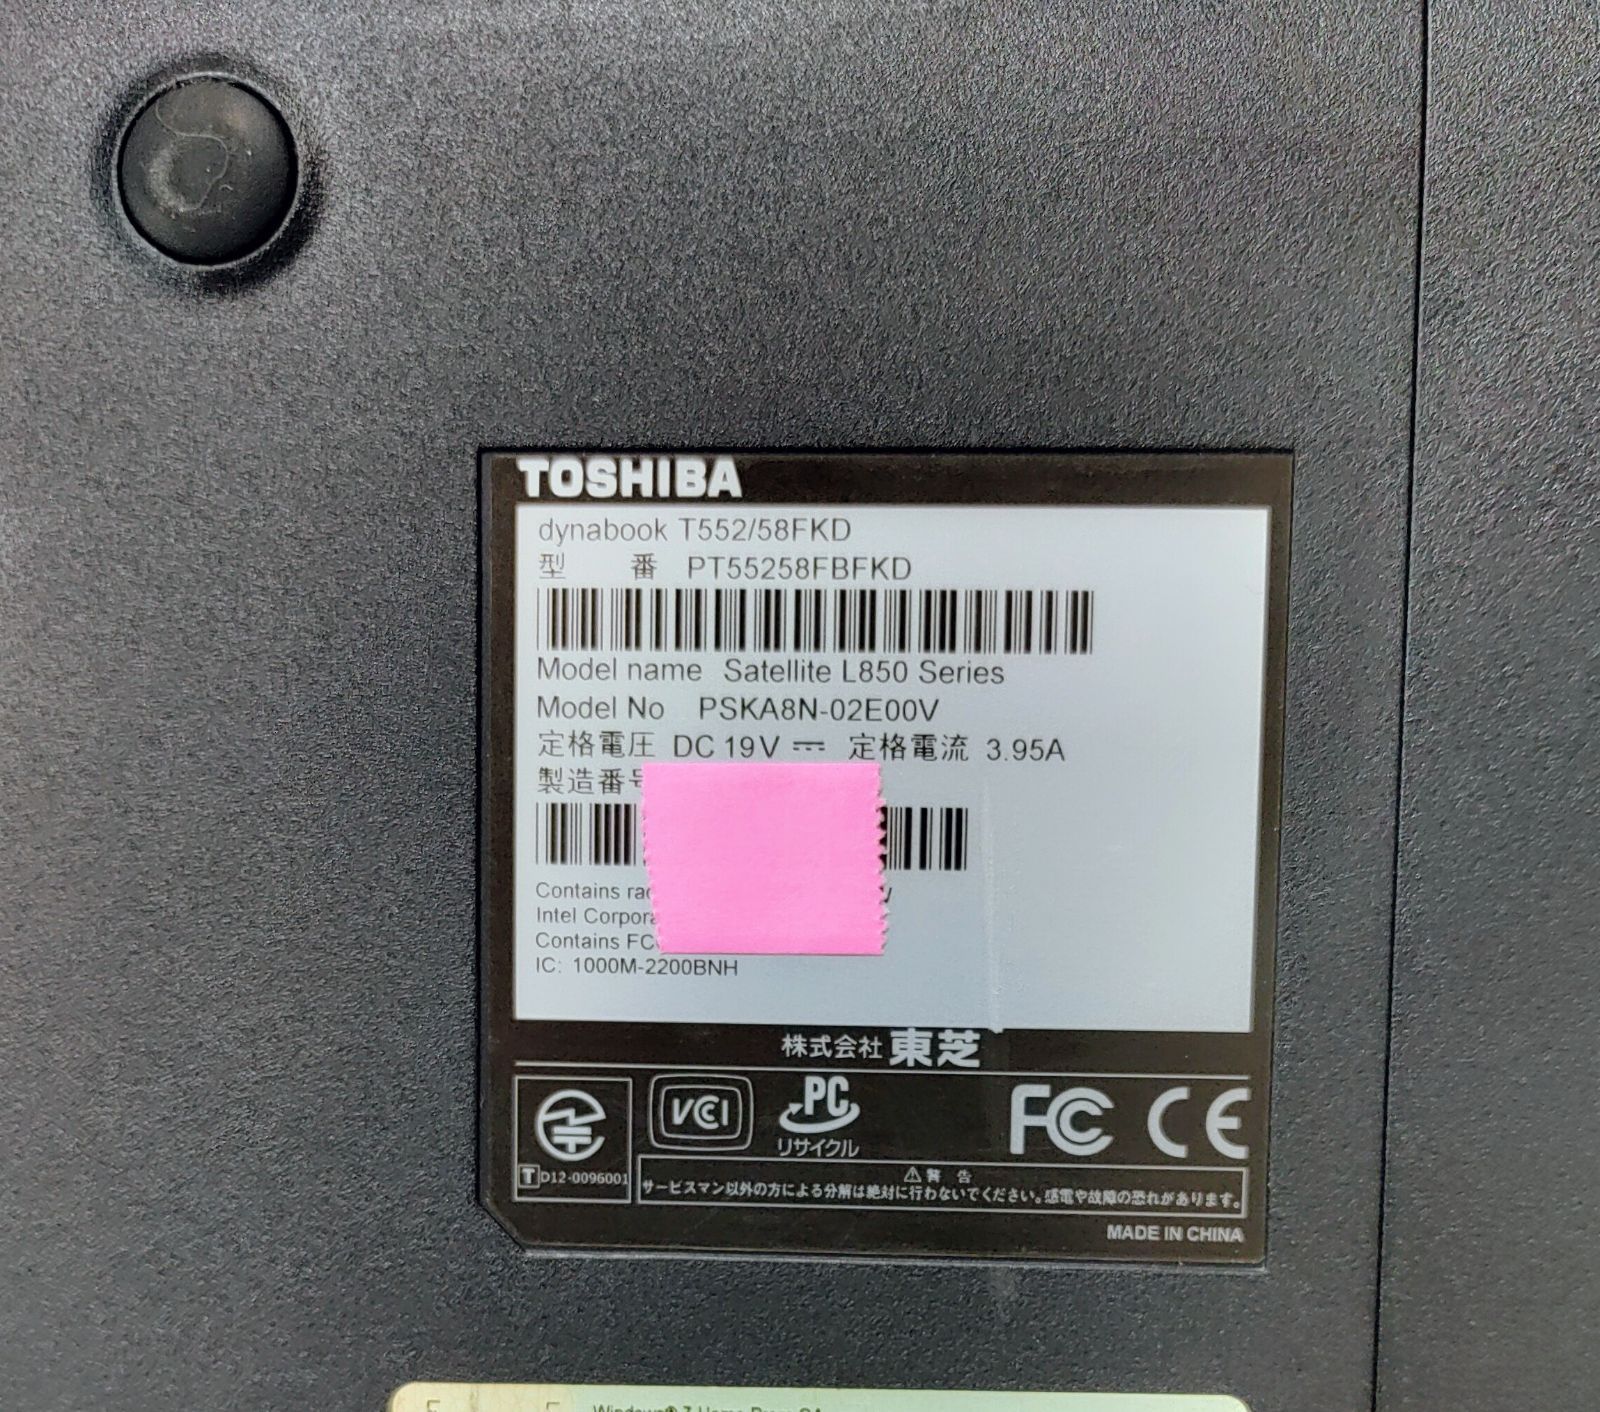 TOSHIBA
dynabook T552/58FKD
型 番 PT55258FBFKD
Model name Satellite L850 Series
Model No PSKA8N-02E00V
定格電圧 DC 19V 定格電流 3.95A
製造番号
Contains
Intel
Contains
IC: 1000M-2200BNH
株式会社 東芝
VCCI PC リサイクル FC CE
T D12-0096001
⚠警 告
サービスマン以外の方による分解は絶対に行わないでください。感電や故障の恐れがあります。
MADE IN CHINA